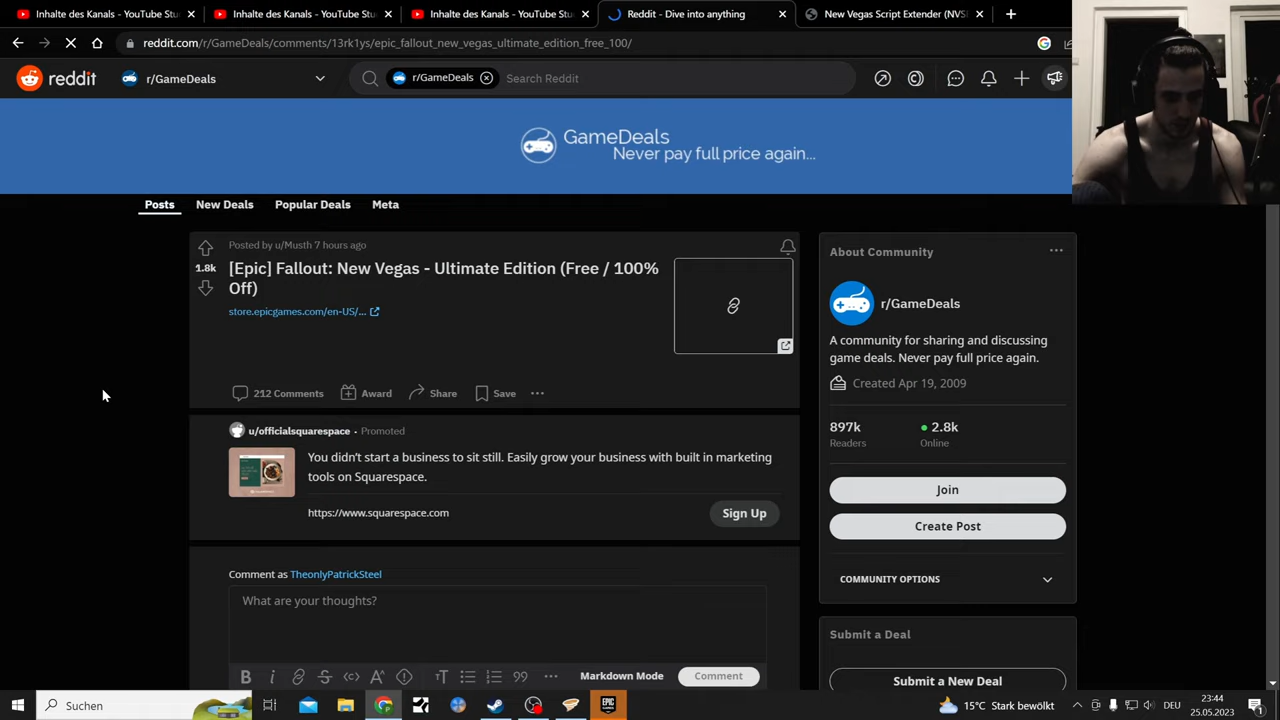 Inhalte des Kanals - YouTube Stu
Inhalte des Kanals - YouTube Stu
Inhalte des Kanals - YouTube Stu
Reddit - Dive into anything
New Vegas Script Extender (NVSE
reddit.com/r/GameDeals/comments/13rk1yg/epic_fallout_new_vegas_ultimate_edition_free_100/
reddit
r/GameDeals
r/GameDeals
Search Reddit
GameDeals
Never pay full price again...
Posts
New Deals
Popular Deals
Meta
Posted by u/Musth 7 hours ago
1.8k
[Epic] Fallout: New Vegas - Ultimate Edition (Free / 100%
Off)
store.epicgames.com/en-US/...
212 Comments
Award
Share
Save
u/officialsquarespace • Promoted
You didn't start a business to sit still. Easily grow your business with built in marketing
tools on Squarespace.
https://www.squarespace.com
Sign Up
Comment as TheonlyPatrickSteel
What are your thoughts?
Markdown Mode
Comment
About Community
r/GameDeals
A community for sharing and discussing
game deals. Never pay full price again.
Created Apr 19, 2009
897k
2.8k
Readers
Online
Join
Create Post
COMMUNITY OPTIONS
Submit a Deal
Submit a New Deal
Suchen
EPIC
GAMES
15°C Stark bewölkt
DEU
23:44
25.05.2023
1